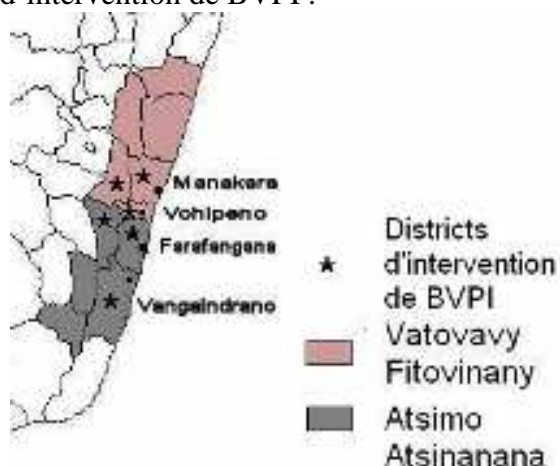 d'intervention de BVPI :
Manakara
Vohipeno
Farafangana
Vangaindrano
Districts
d'intervention
de BVPI
Vatovavy
Fitovinany
Atsimo
Atsinanana